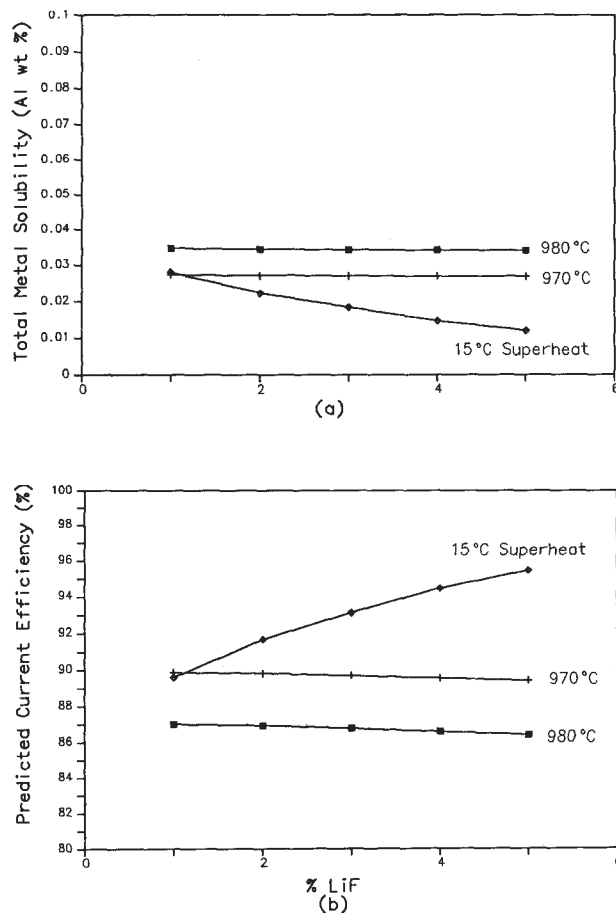 Total Metal Solubility (Al wt %)
0.1
0.09
0.08
0.07
0.06
0.05
0.04
0.03
0.02
0.01
0
980°C
970°C
15°C Superheat
0
2
4
6
(a)
Predicted Current Efficiency (%)
100
98
96
94
92
90
88
86
84
82
80
15°C Superheat
970°C
980°C
0
2
4
6
% LiF
(b)